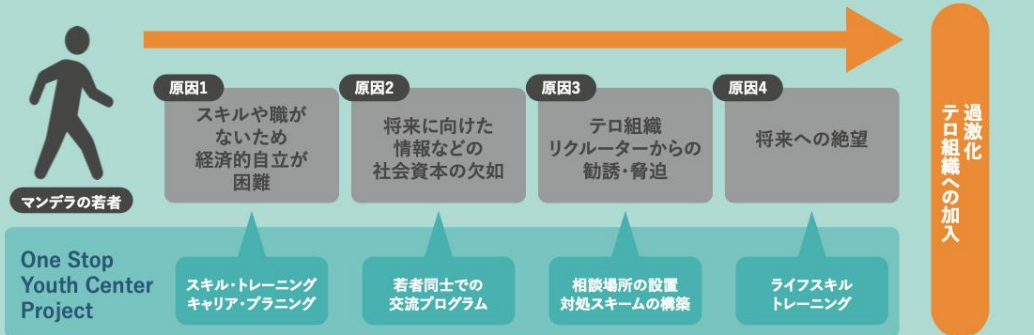 原因1
スキルや職が
ないため
経済的自立が
困難
原因2
将来に向けた
情報などの
社会資本の欠如
原因3
テロ組織
リクルーターからの
勧誘・脅迫
原因4
将来への絶望
過激化
テロ組織への加入
マンデラの若者
One Stop
Youth Center
Project
スキル・トレーニング
キャリア・プラニング
若者同士での
交流プログラム
相談場所の設置
対処スキームの構築
ライフスキル
トレーニング